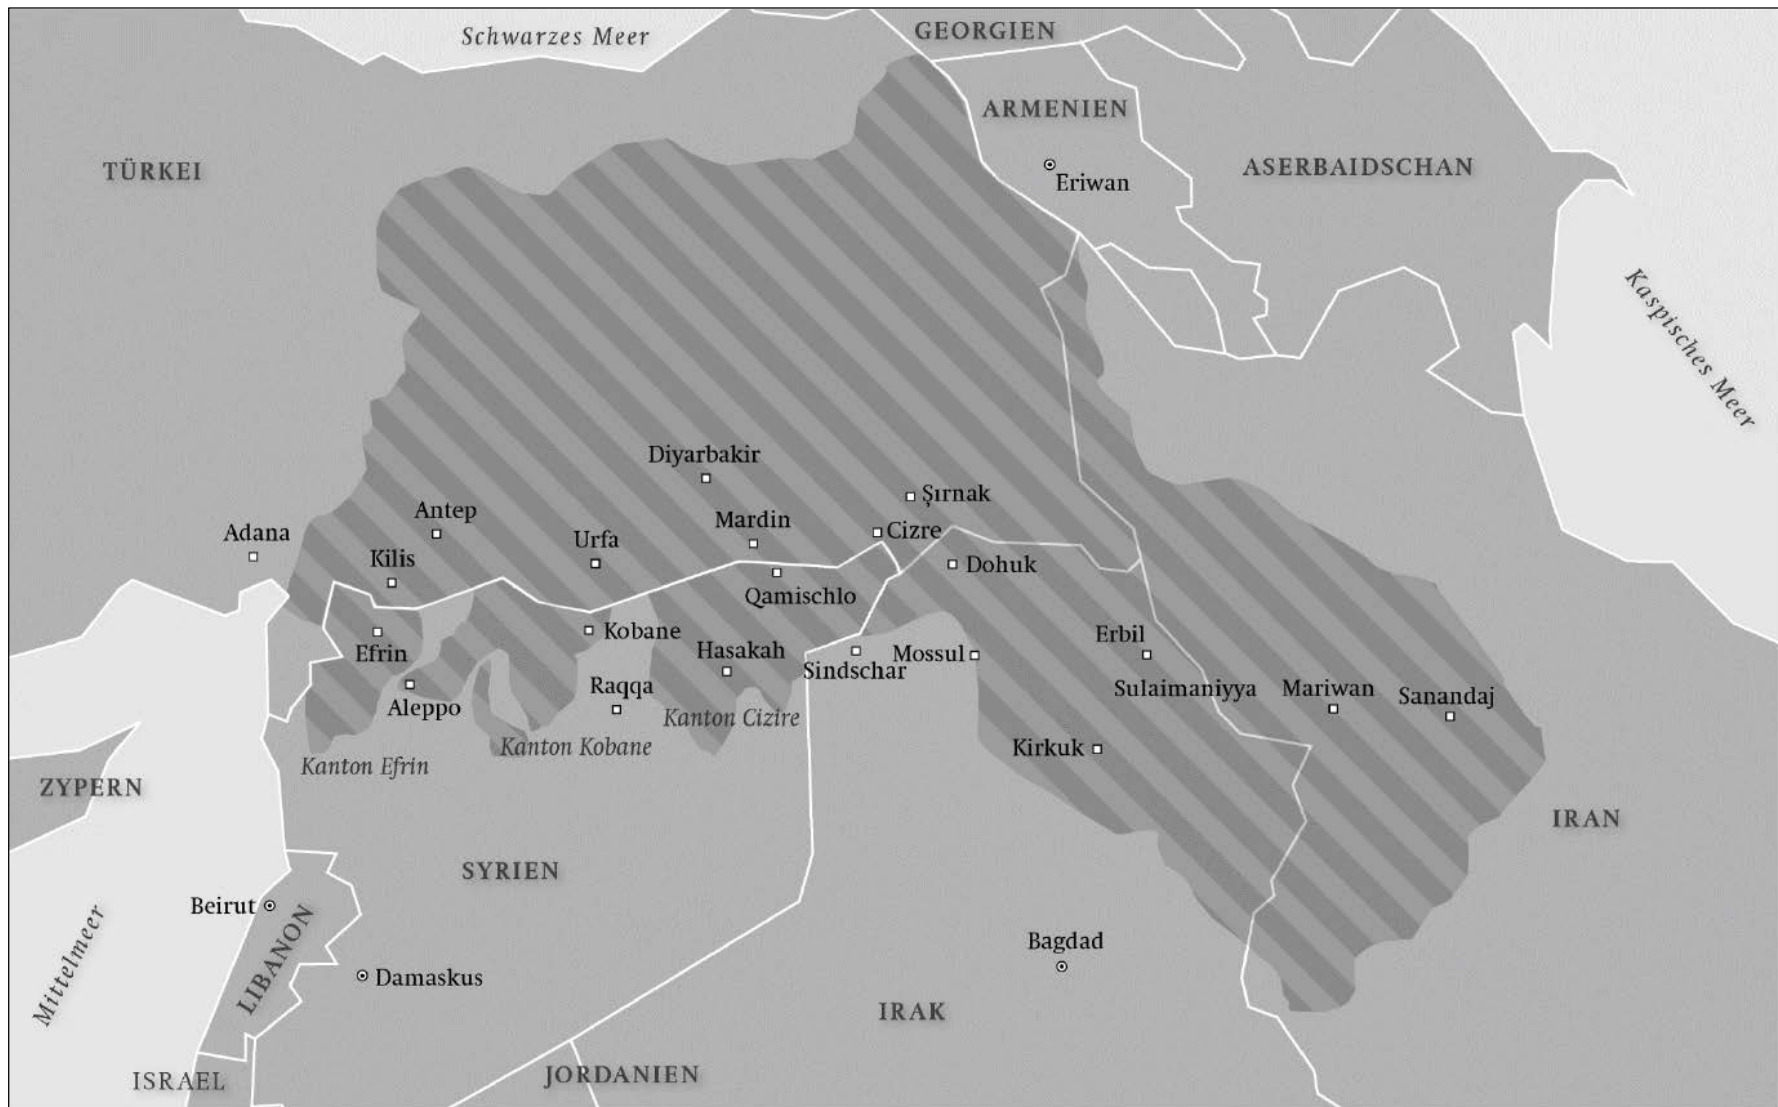 Schwarzes Meer
GEORGIEN
ARMENIEN
TÜRKEI
ASERBAIDSCHAN
Eriwan
Kaspisches Meer
Diyarbakir
Şırnak
Antep
Mardin
Adana
Urfa
Cizre
Kilis
Dohuk
Qamischlo
Kobane
Erbil
Efrin
Hasakah
Mossul
Sindschar
Raqqa
Sulaimaniyya
Mariwan
Sanandaj
Aleppo
Kanton Cizire
Kanton Kobane
Kirkuk
Kanton Efrin
ZYPERN
IRAN
SYRIEN
Beirut
LIBANON
Bagdad
Mittelmeer
Damaskus
IRAK
ISRAEL
JORDANIEN